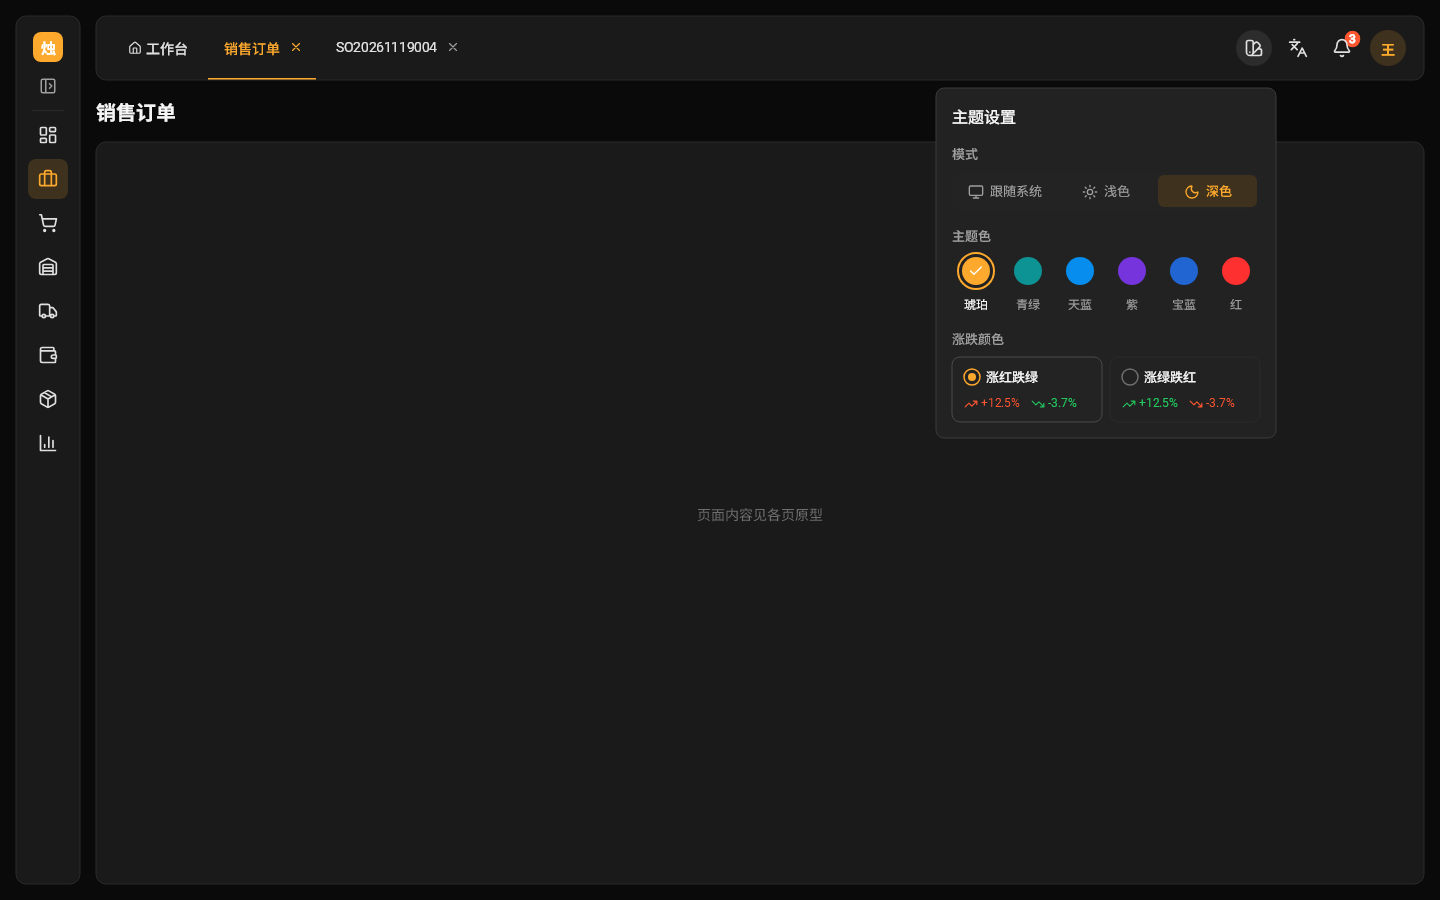 烛
工作台
销售订单
SO20261119004
3
王
销售订单
主题设置
模式
跟随系统
浅色
深色
主题色
琥珀
青绿
天蓝
紫
宝蓝
红
涨跌颜色
涨红跌绿
涨绿跌红
+12.5% -3.7%
+12.5% -3.7%
页面内容见各页原型